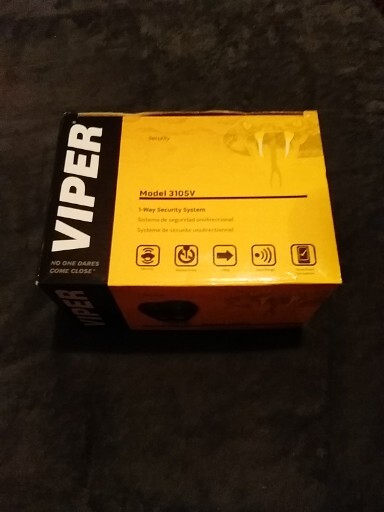 VIPER
NO ONE DARES
COME CLOSE
Security
Model 3105V
1-Way Security System
Sistema de seguridad unidireccional
Système de sécurité unidirectionnel
VIPER